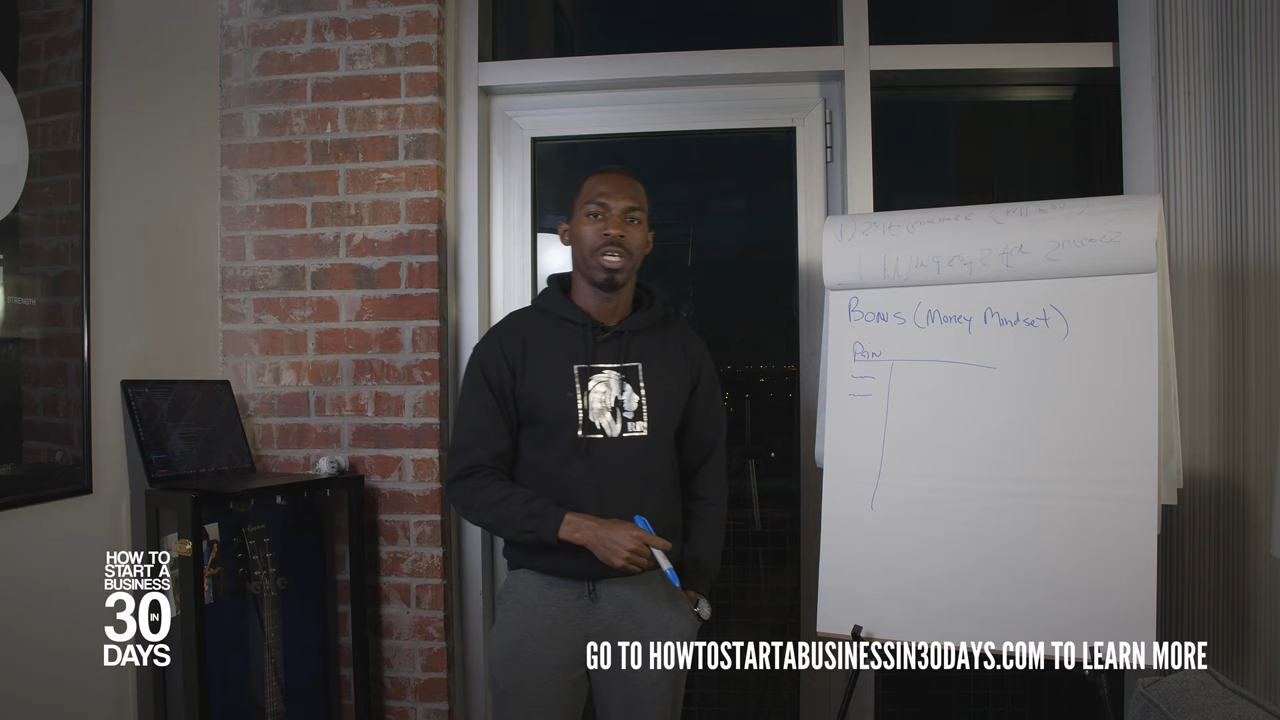 STRENGTH
Bonus (Money Mindset)
Pain
RR
HOW TO
START A
BUSINESS
30 IN
DAYS
GO TO HOWTOSTARTABUSINESSIN30DAYS.COM TO LEARN MORE